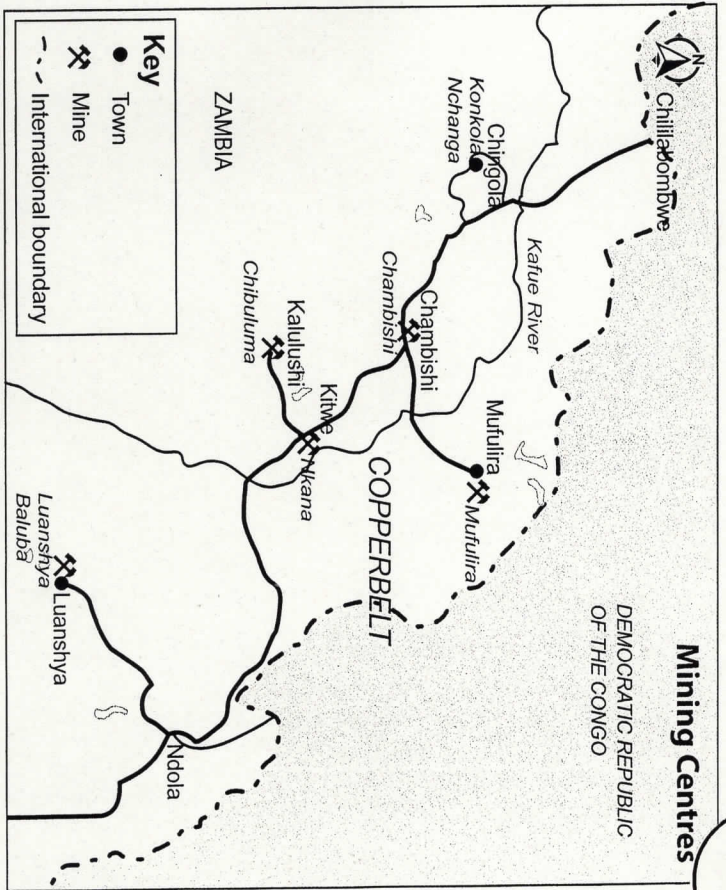 Mining Centres
N
Chililabombwe
DEMOCRATIC REPUBLIC
OF THE CONGO
Kafue River
Chingola
Konkola
Nchanga
Mufulira
Mufulira
COPPERBELT
Chambishi
Chambishi
Kitwe
Nkana
Kalulushi
Chibuluma
ZAMBIA
Ndola
Luanshya
Luanshya
Baluba
Key
Town
Mine
International boundary